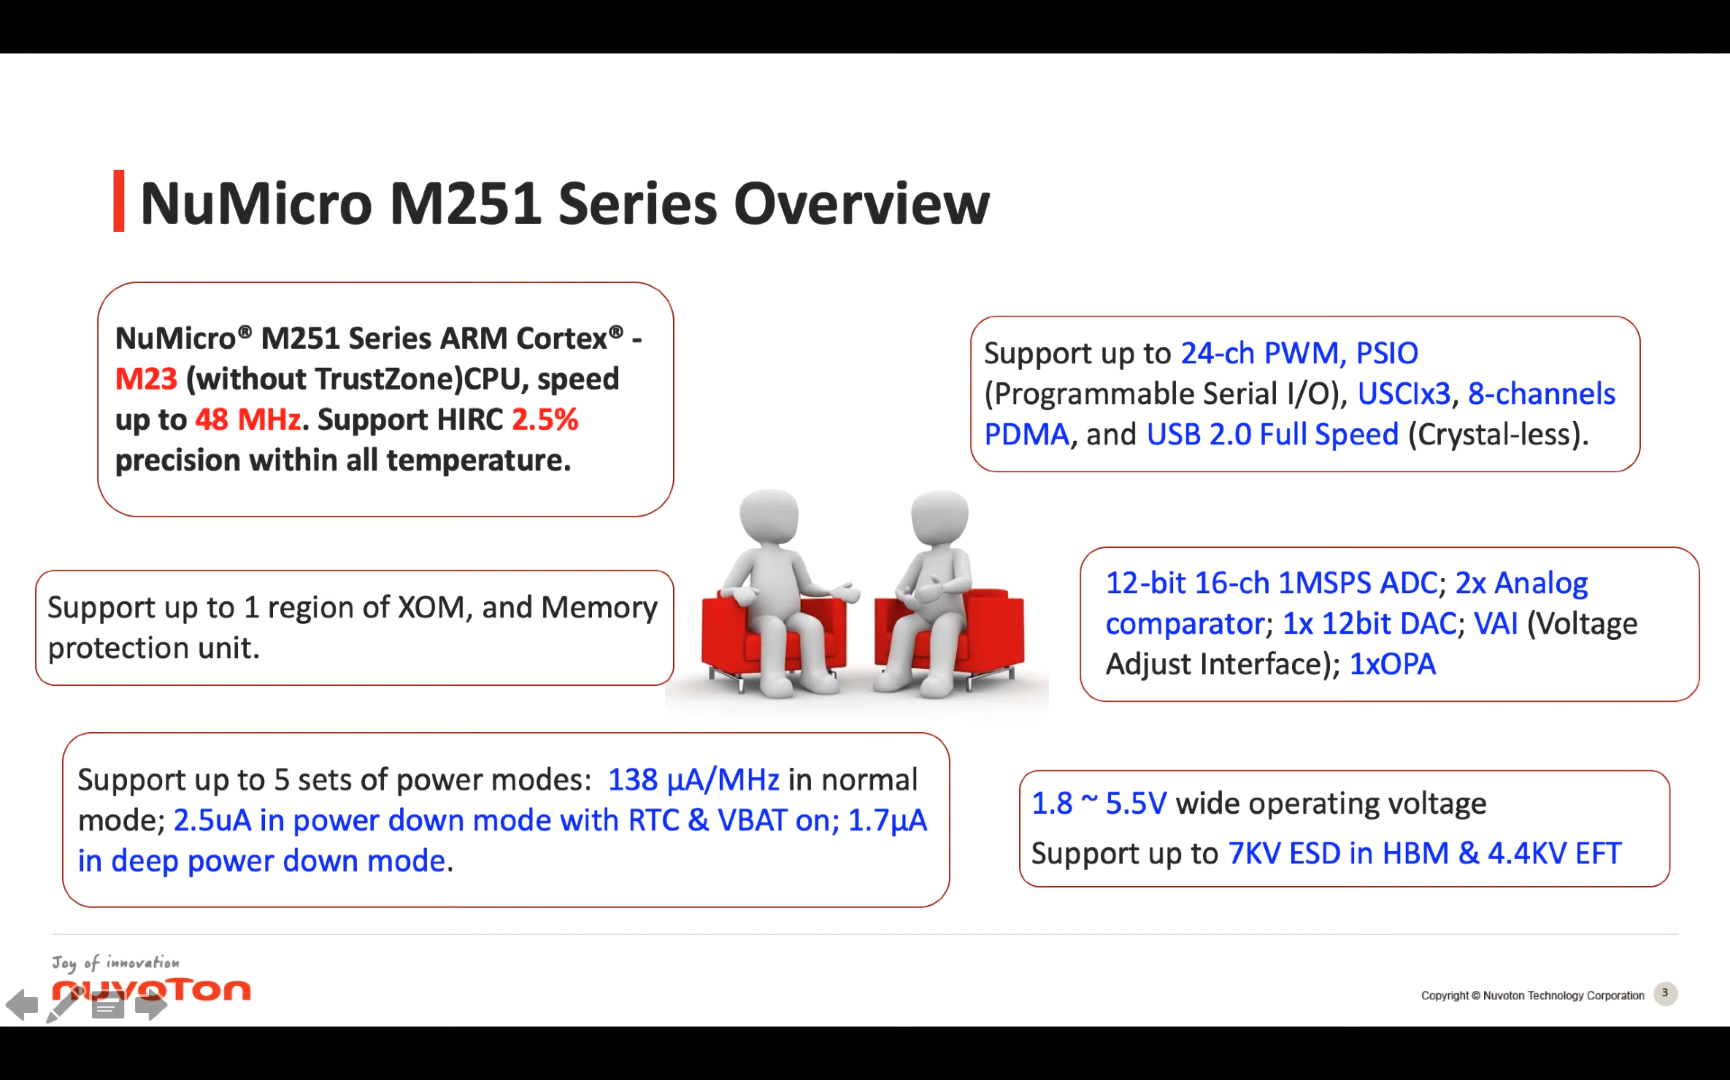 NuMicro M251 Series Overview
NuMicro® M251 Series ARM Cortex® -
M23 (without TrustZone)CPU, speed
up to 48 MHz. Support HIRC 2.5%
precision within all temperature.
Support up to 24-ch PWM, PSIO
(Programmable Serial I/O), USCIx3, 8-channels
PDMA, and USB 2.0 Full Speed (Crystal-less).
Support up to 1 region of XOM, and Memory
protection unit.
12-bit 16-ch 1MSPS ADC; 2x Analog
comparator; 1x 12bit DAC; VAI (Voltage
Adjust Interface); 1xOPA
Support up to 5 sets of power modes: 138 µA/MHz in normal
mode; 2.5uA in power down mode with RTC & VBAT on; 1.7µA
in deep power down mode.
1.8 ~ 5.5V wide operating voltage
Support up to 7KV ESD in HBM & 4.4KV EFT
Joy of innovation
nuvoTon
Copyright © Nuvoton Technology Corporation 3